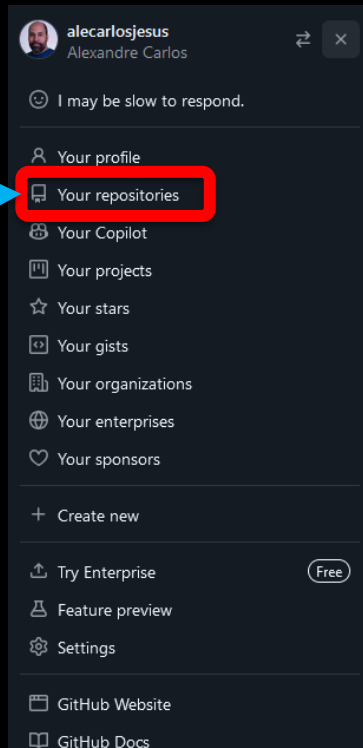 alecarlosjesus
Alexandre Carlos
I may be slow to respond.
Your profile
Your repositories
Your Copilot
Your projects
Your stars
Your gists
Your organizations
Your enterprises
Your sponsors
Create new
Try Enterprise Free
Feature preview
Settings
GitHub Website
GitHub Docs